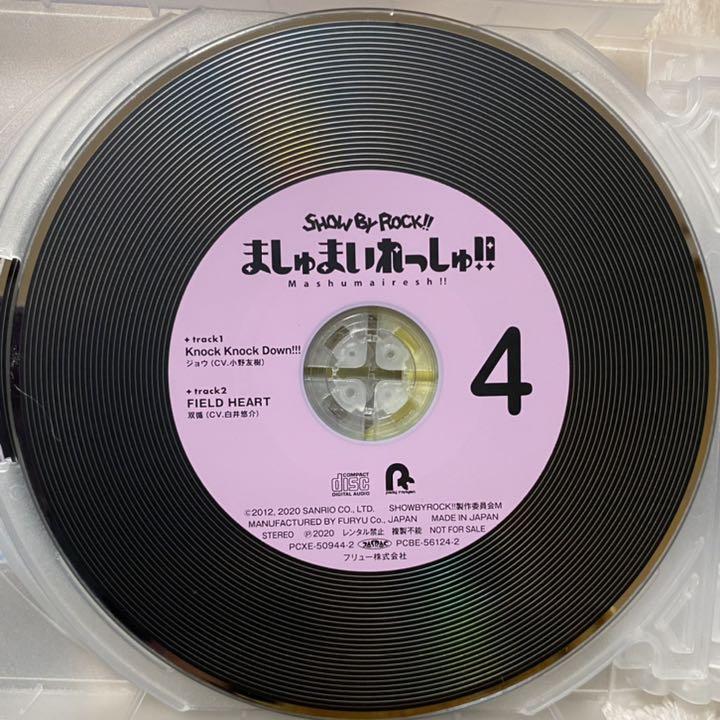 SHOW BY ROCK!!
ましゅまいれっしゅ!!
Mashumairesh!!
✦track1
Knock Knock Down!!!
ジョウ(CV.小野友樹)
✦track2
FIELD HEART
双循(CV.白井悠介)
4
COMPACT
disc
DIGITAL AUDIO
©2012, 2020 SANRIO CO., LTD. SHOWBYROCK!!製作委員会M
MANUFACTURED BY FURYU Co., JAPAN MADE IN JAPAN
STEREO Ⓟ2020 レンタル禁止 複製不能 NOT FOR SALE
PCXE-50944-2 JASRAC PCBE-56124-2
フリュー株式会社